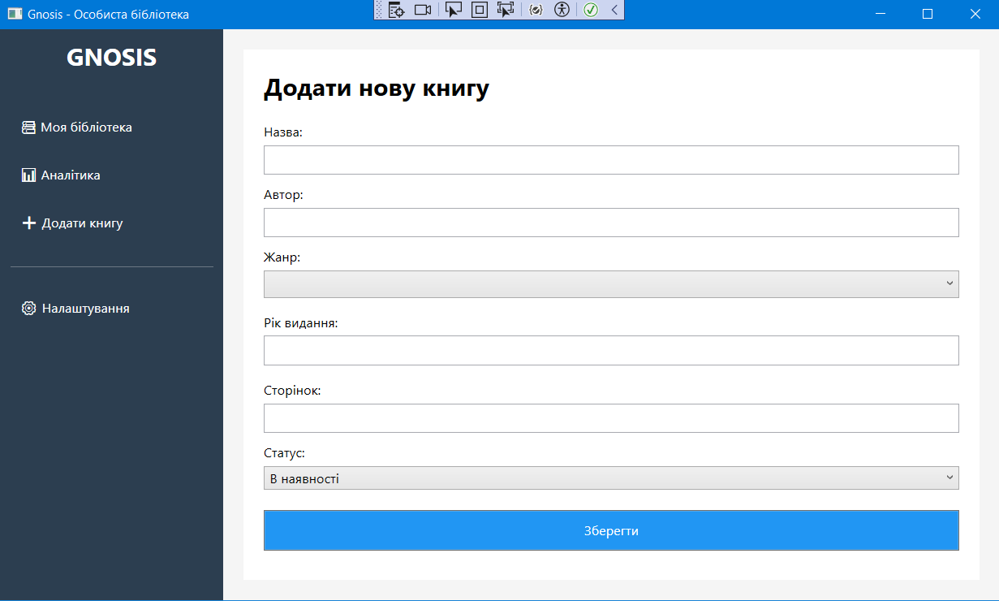 Gnosis - Особиста бібліотека
GNOSIS
Моя бібліотека
Аналітика
Додати книгу
Налаштування
Додати нову книгу
Назва:
Автор:
Жанр:
Рік видання:
Сторінок:
Статус:
В наявності
Зберегти